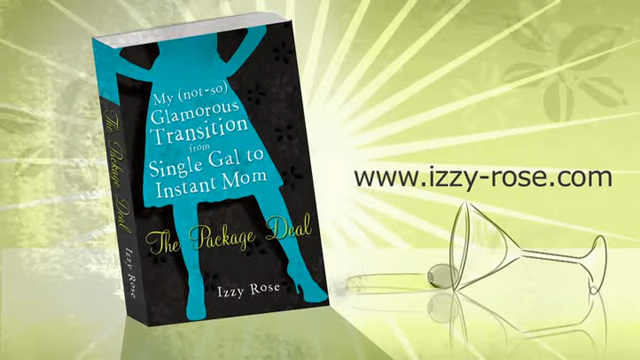 My (not-so)
Glamorous
Transition
from
Single Gal to
Instant Mom
The Package Deal
Izzy Rose
The Package Deal Izzy Rose
www.izzy-rose.com